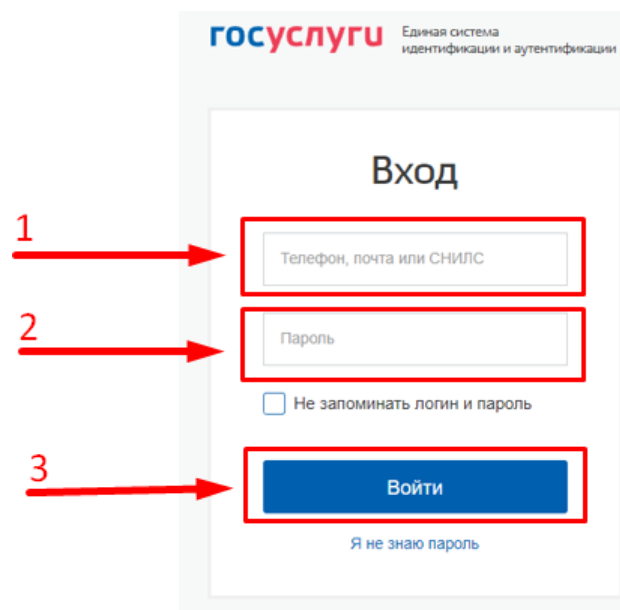 госуслуги
Единая система
идентификации и аутентификации
Вход
1
Телефон, почта или СНИЛС
2
Пароль
Не запоминать логин и пароль
3
Войти
Я не знаю пароль